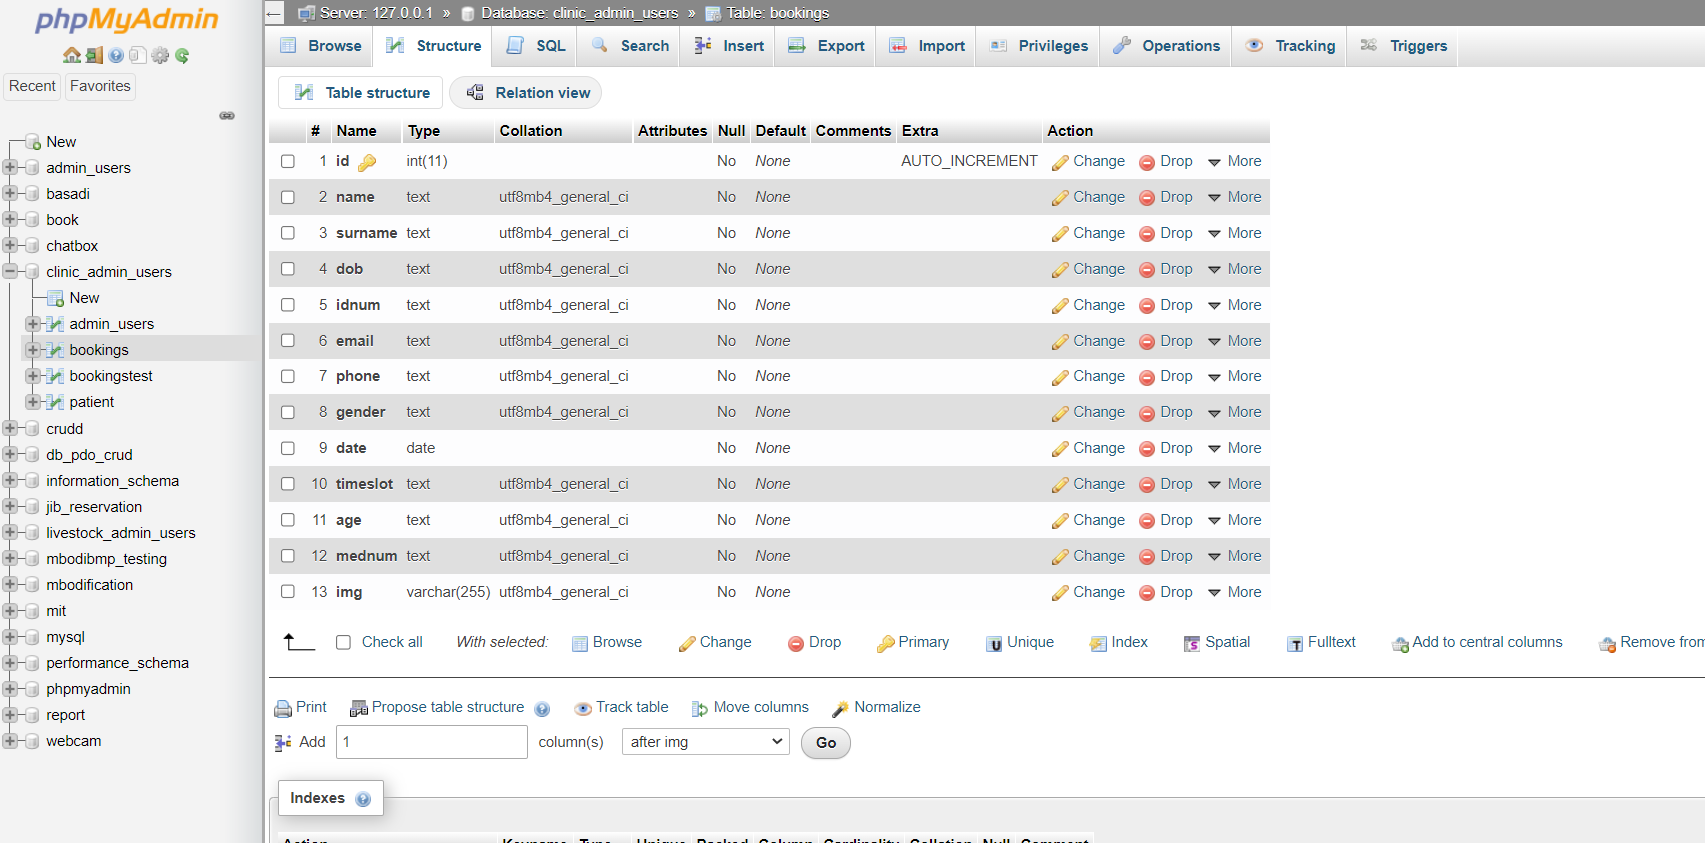 phpMyAdmin
Recent Favorites
New
admin_users
basadi
book
chatbox
clinic_admin_users
New
admin_users
bookings
bookingstest
patient
crudd
db_pdo_crud
information_schema
jib_reservation
livestock_admin_users
mbodibmp_testing
mbodification
mit
mysql
performance_schema
phpmyadmin
report
webcam
← Server: 127.0.0.1 » Database: clinic_admin_users » Table: bookings
Browse Structure SQL Search Insert Export Import Privileges Operations Tracking Triggers
Table structure Relation view
# Name Type Collation Attributes Null Default Comments Extra Action
1 id int(11) No None AUTO_INCREMENT Change Drop More
2 name text utf8mb4_general_ci No None Change Drop More
3 surname text utf8mb4_general_ci No None Change Drop More
4 dob text utf8mb4_general_ci No None Change Drop More
5 idnum text utf8mb4_general_ci No None Change Drop More
6 email text utf8mb4_general_ci No None Change Drop More
7 phone text utf8mb4_general_ci No None Change Drop More
8 gender text utf8mb4_general_ci No None Change Drop More
9 date date No None Change Drop More
10 timeslot text utf8mb4_general_ci No None Change Drop More
11 age text utf8mb4_general_ci No None Change Drop More
12 mednum text utf8mb4_general_ci No None Change Drop More
13 img varchar(255) utf8mb4_general_ci No None Change Drop More
Check all With selected: Browse Change Drop Primary Unique Index Spatial Fulltext Add to central columns Remove from
Print Propose table structure Track table Move columns Normalize
Add 1 column(s) after img Go
Indexes
Action Keyname Type Unique Packed Column Cardinality Collation Null Comment